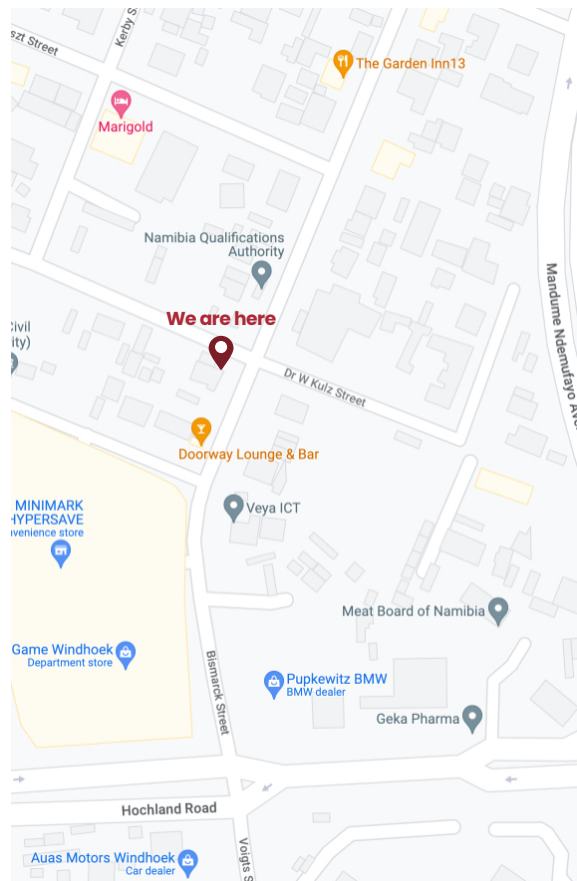 Kerby S
szt Street
The Garden Inn13
Marigold
Namibia Qualifications
Authority
We are here
Civil
ity)
Mandume Ndemufayo Ave
Dr W Kulz Street
Doorway Lounge & Bar
MINIMARK
HYPERSAVE
nvenience store
Veya ICT
Meat Board of Namibia
Game Windhoek
Department store
Bismarck Street
Pupkewitz BMW
BMW dealer
Geka Pharma
Hochland Road
Voigts S
Auas Motors Windhoek
Car dealer